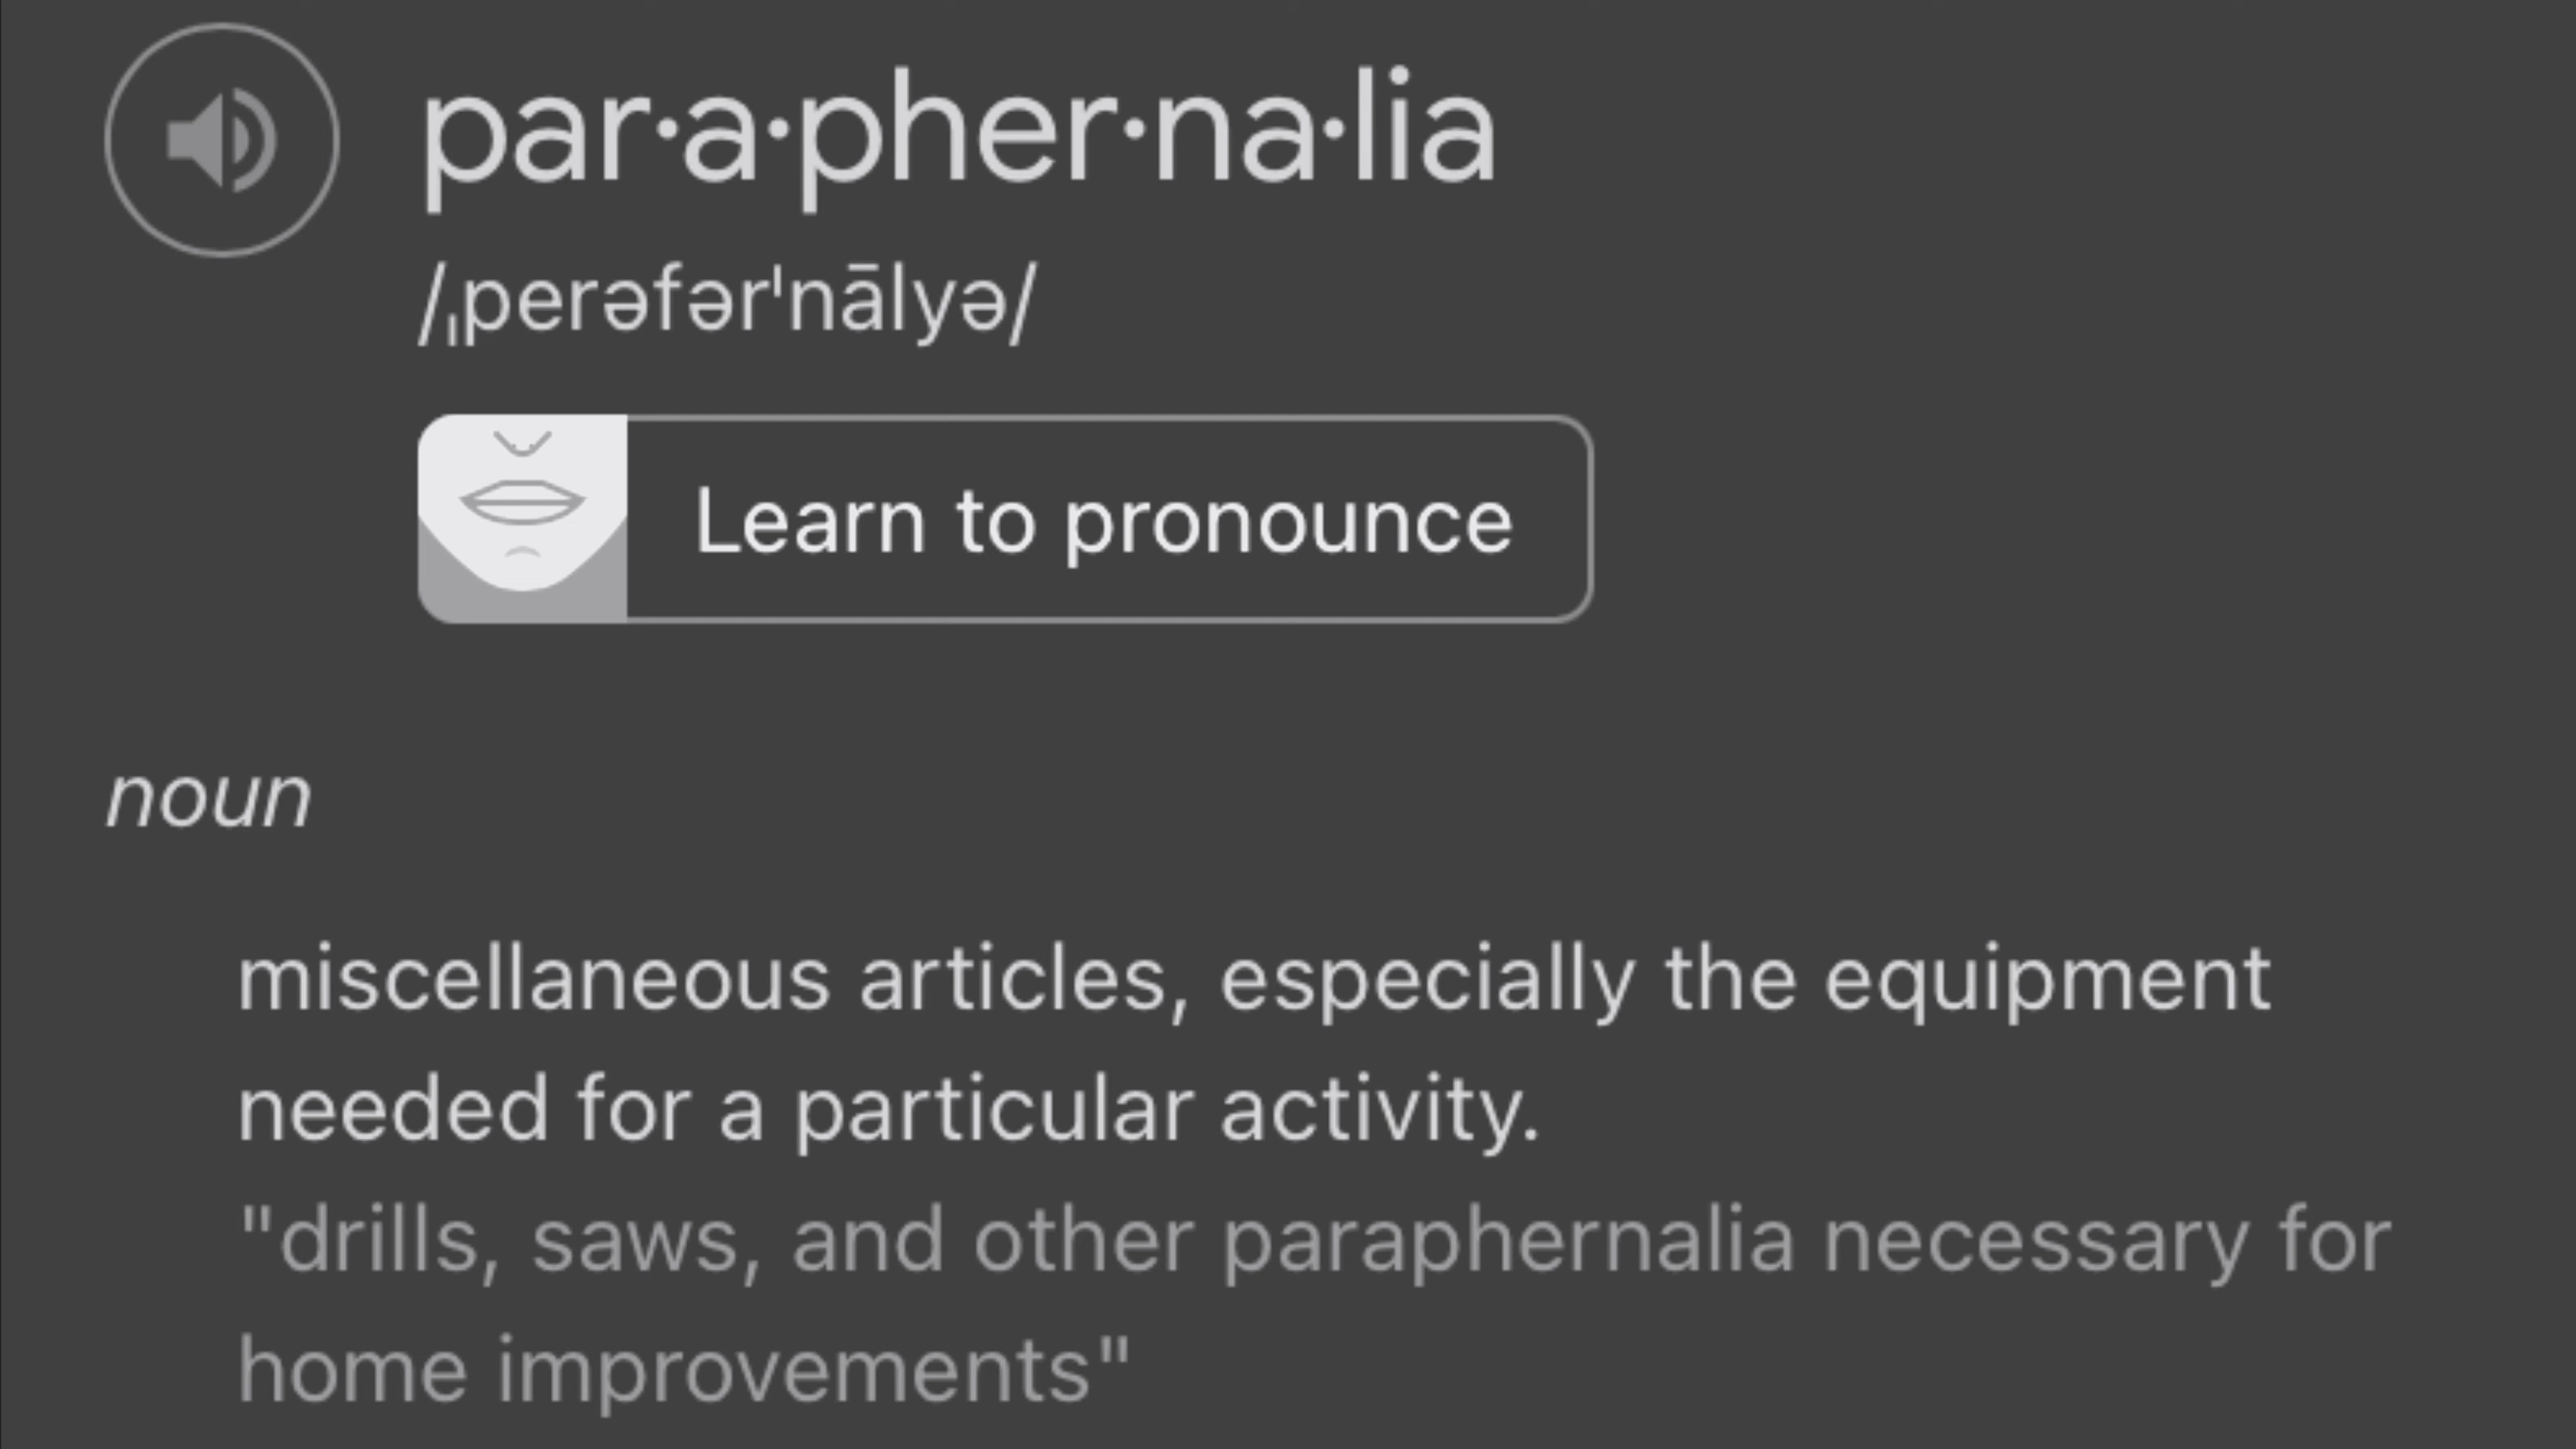 par·a·pher·na·lia
/ˌperəfərˈnālyə/
Learn to pronounce
noun
miscellaneous articles, especially the equipment
needed for a particular activity.
"drills, saws, and other paraphernalia necessary for
home improvements"